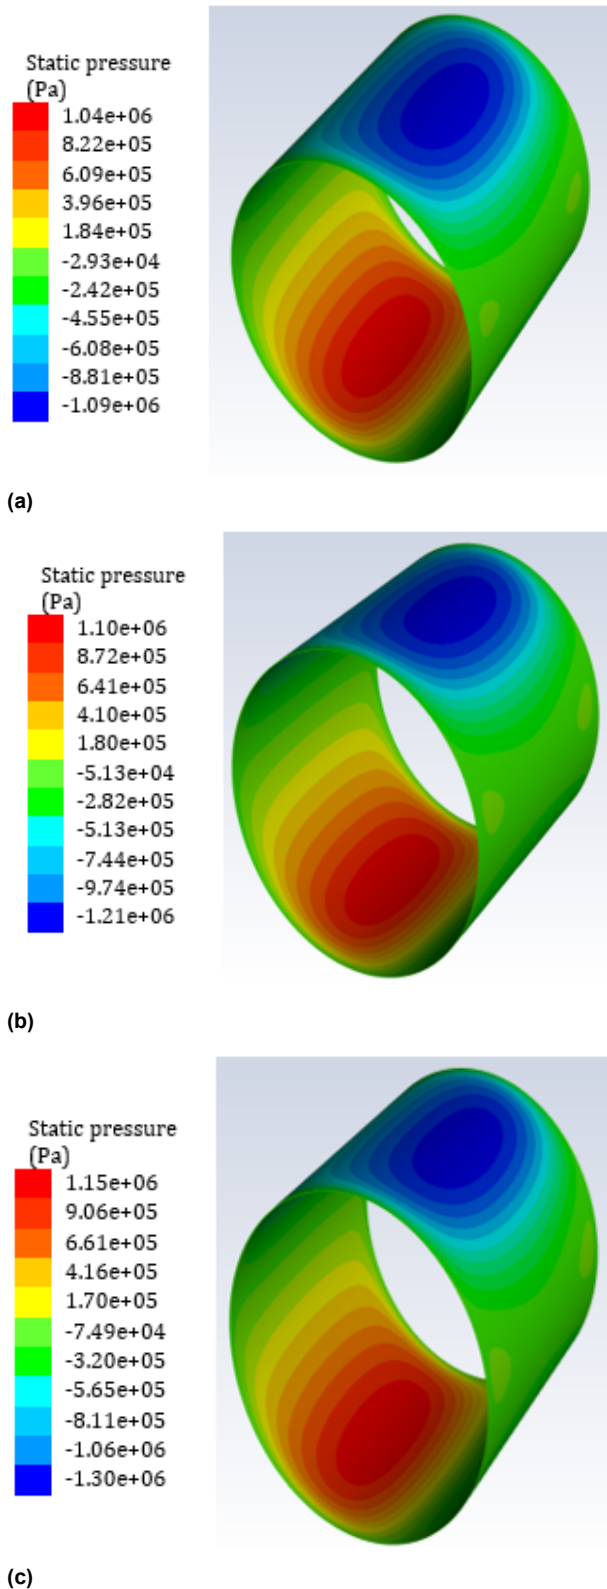 Static pressure
(Pa)
1.04e+06
8.22e+05
6.09e+05
3.96e+05
1.84e+05
-2.93e+04
-2.42e+05
-4.55e+05
-6.08e+05
-8.81e+05
-1.09e+06
(a)
Static pressure
(Pa)
1.10e+06
8.72e+05
6.41e+05
4.10e+05
1.80e+05
-5.13e+04
-2.82e+05
-5.13e+05
-7.44e+05
-9.74e+05
-1.21e+06
(b)
Static pressure
(Pa)
1.15e+06
9.06e+05
6.61e+05
4.16e+05
1.70e+05
-7.49e+04
-3.20e+05
-5.65e+05
-8.11e+05
-1.06e+06
-1.30e+06
(c)